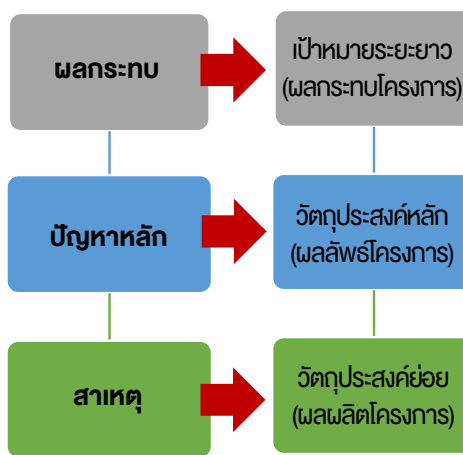 ผลกระทบ
เป้าหมายระยะยาว
(ผลกระทบโครงการ)
ปัญหาหลัก
วัตถุประสงค์หลัก
(ผลลัพธ์โครงการ)
สาเหตุ
วัตถุประสงค์ย่อย
(ผลผลิตโครงการ)